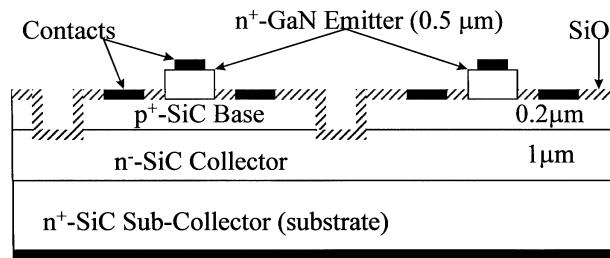 Contacts
n+-GaN Emitter (0.5 μm)
SiO
p+-SiC Base
0.2μm
n--SiC Collector
1μm
n+-SiC Sub-Collector (substrate)